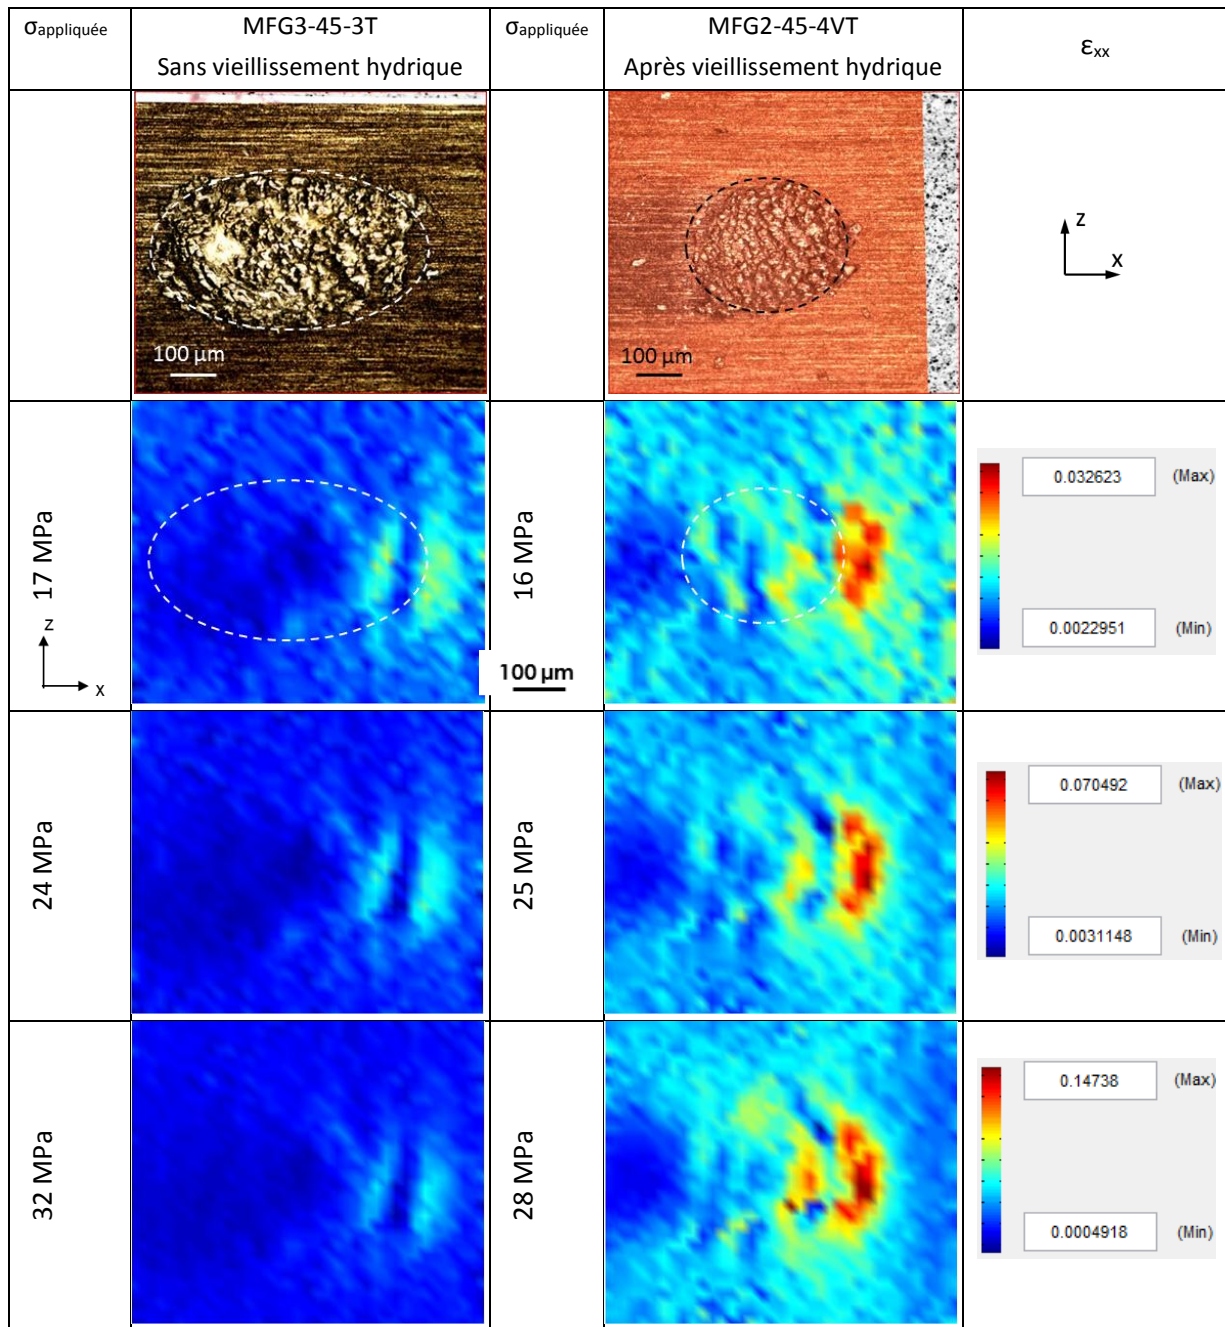 σappliquée
MFG3-45-3T
Sans vieillissement hydrique
σappliquée
MFG2-45-4VT
Après vieillissement hydrique
εxx
100 µm
100 µm
z
x
17 MPa
z
x
16 MPa
100 µm
0.032623 (Max)
0.0022951 (Min)
24 MPa
25 MPa
0.070492 (Max)
0.0031148 (Min)
32 MPa
28 MPa
0.14738 (Max)
0.0004918 (Min)